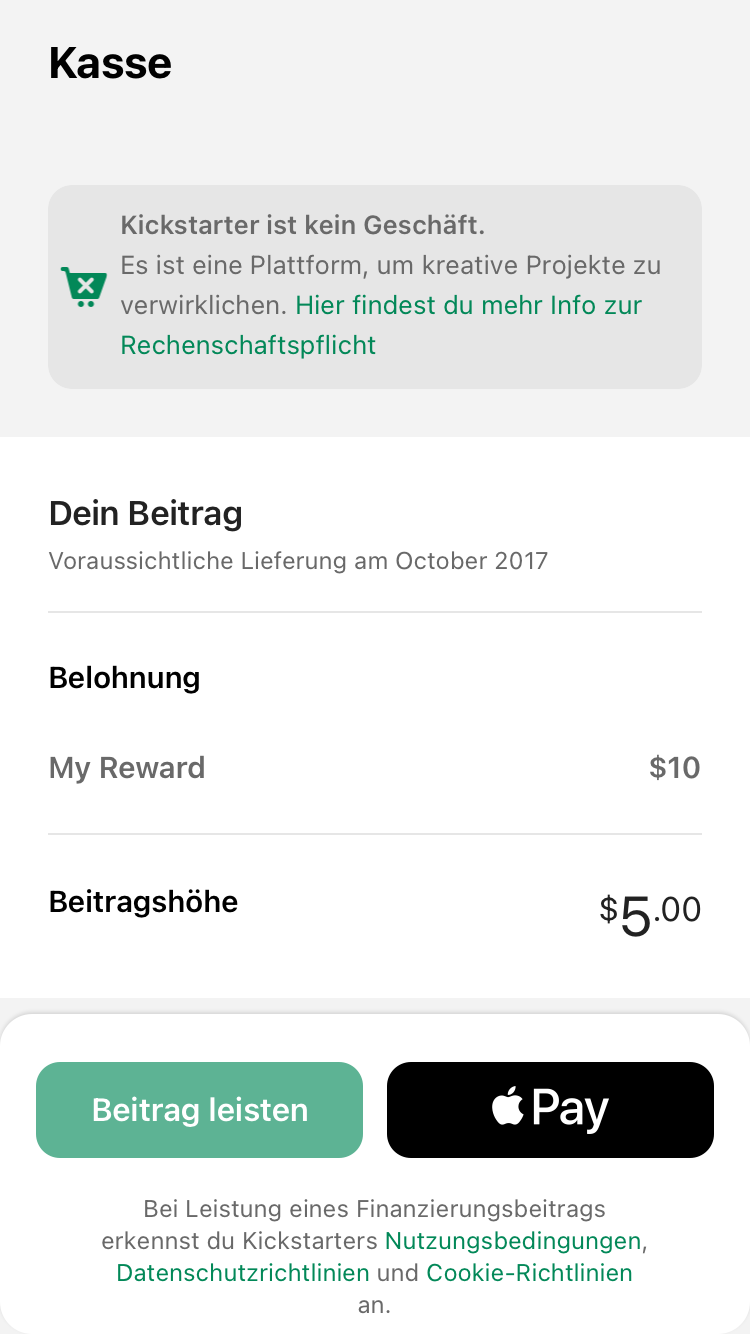 Kasse
Kickstarter ist kein Geschäft.
Es ist eine Plattform, um kreative Projekte zu
verwirklichen. Hier findest du mehr Info zur
Rechenschaftspflicht
Dein Beitrag
Voraussichtliche Lieferung am October 2017
Belohnung
My Reward $10
Beitragshöhe $5.00
Beitrag leisten Pay
Bei Leistung eines Finanzierungsbeitrags
erkennst du Kickstarters Nutzungsbedingungen,
Datenschutzrichtlinien und Cookie-Richtlinien
an.